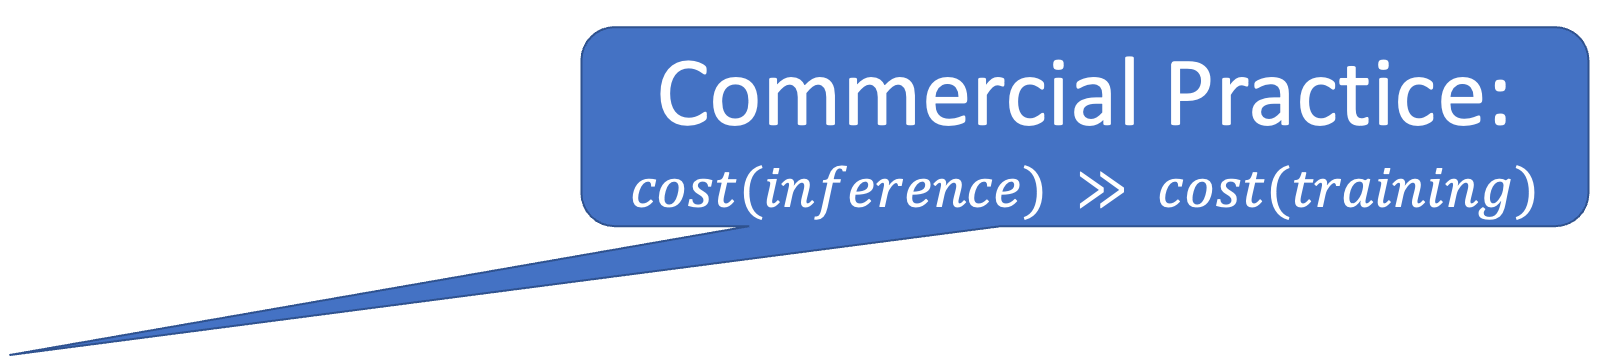 Commercial Practice:
cost(inference) ≫ cost(training)